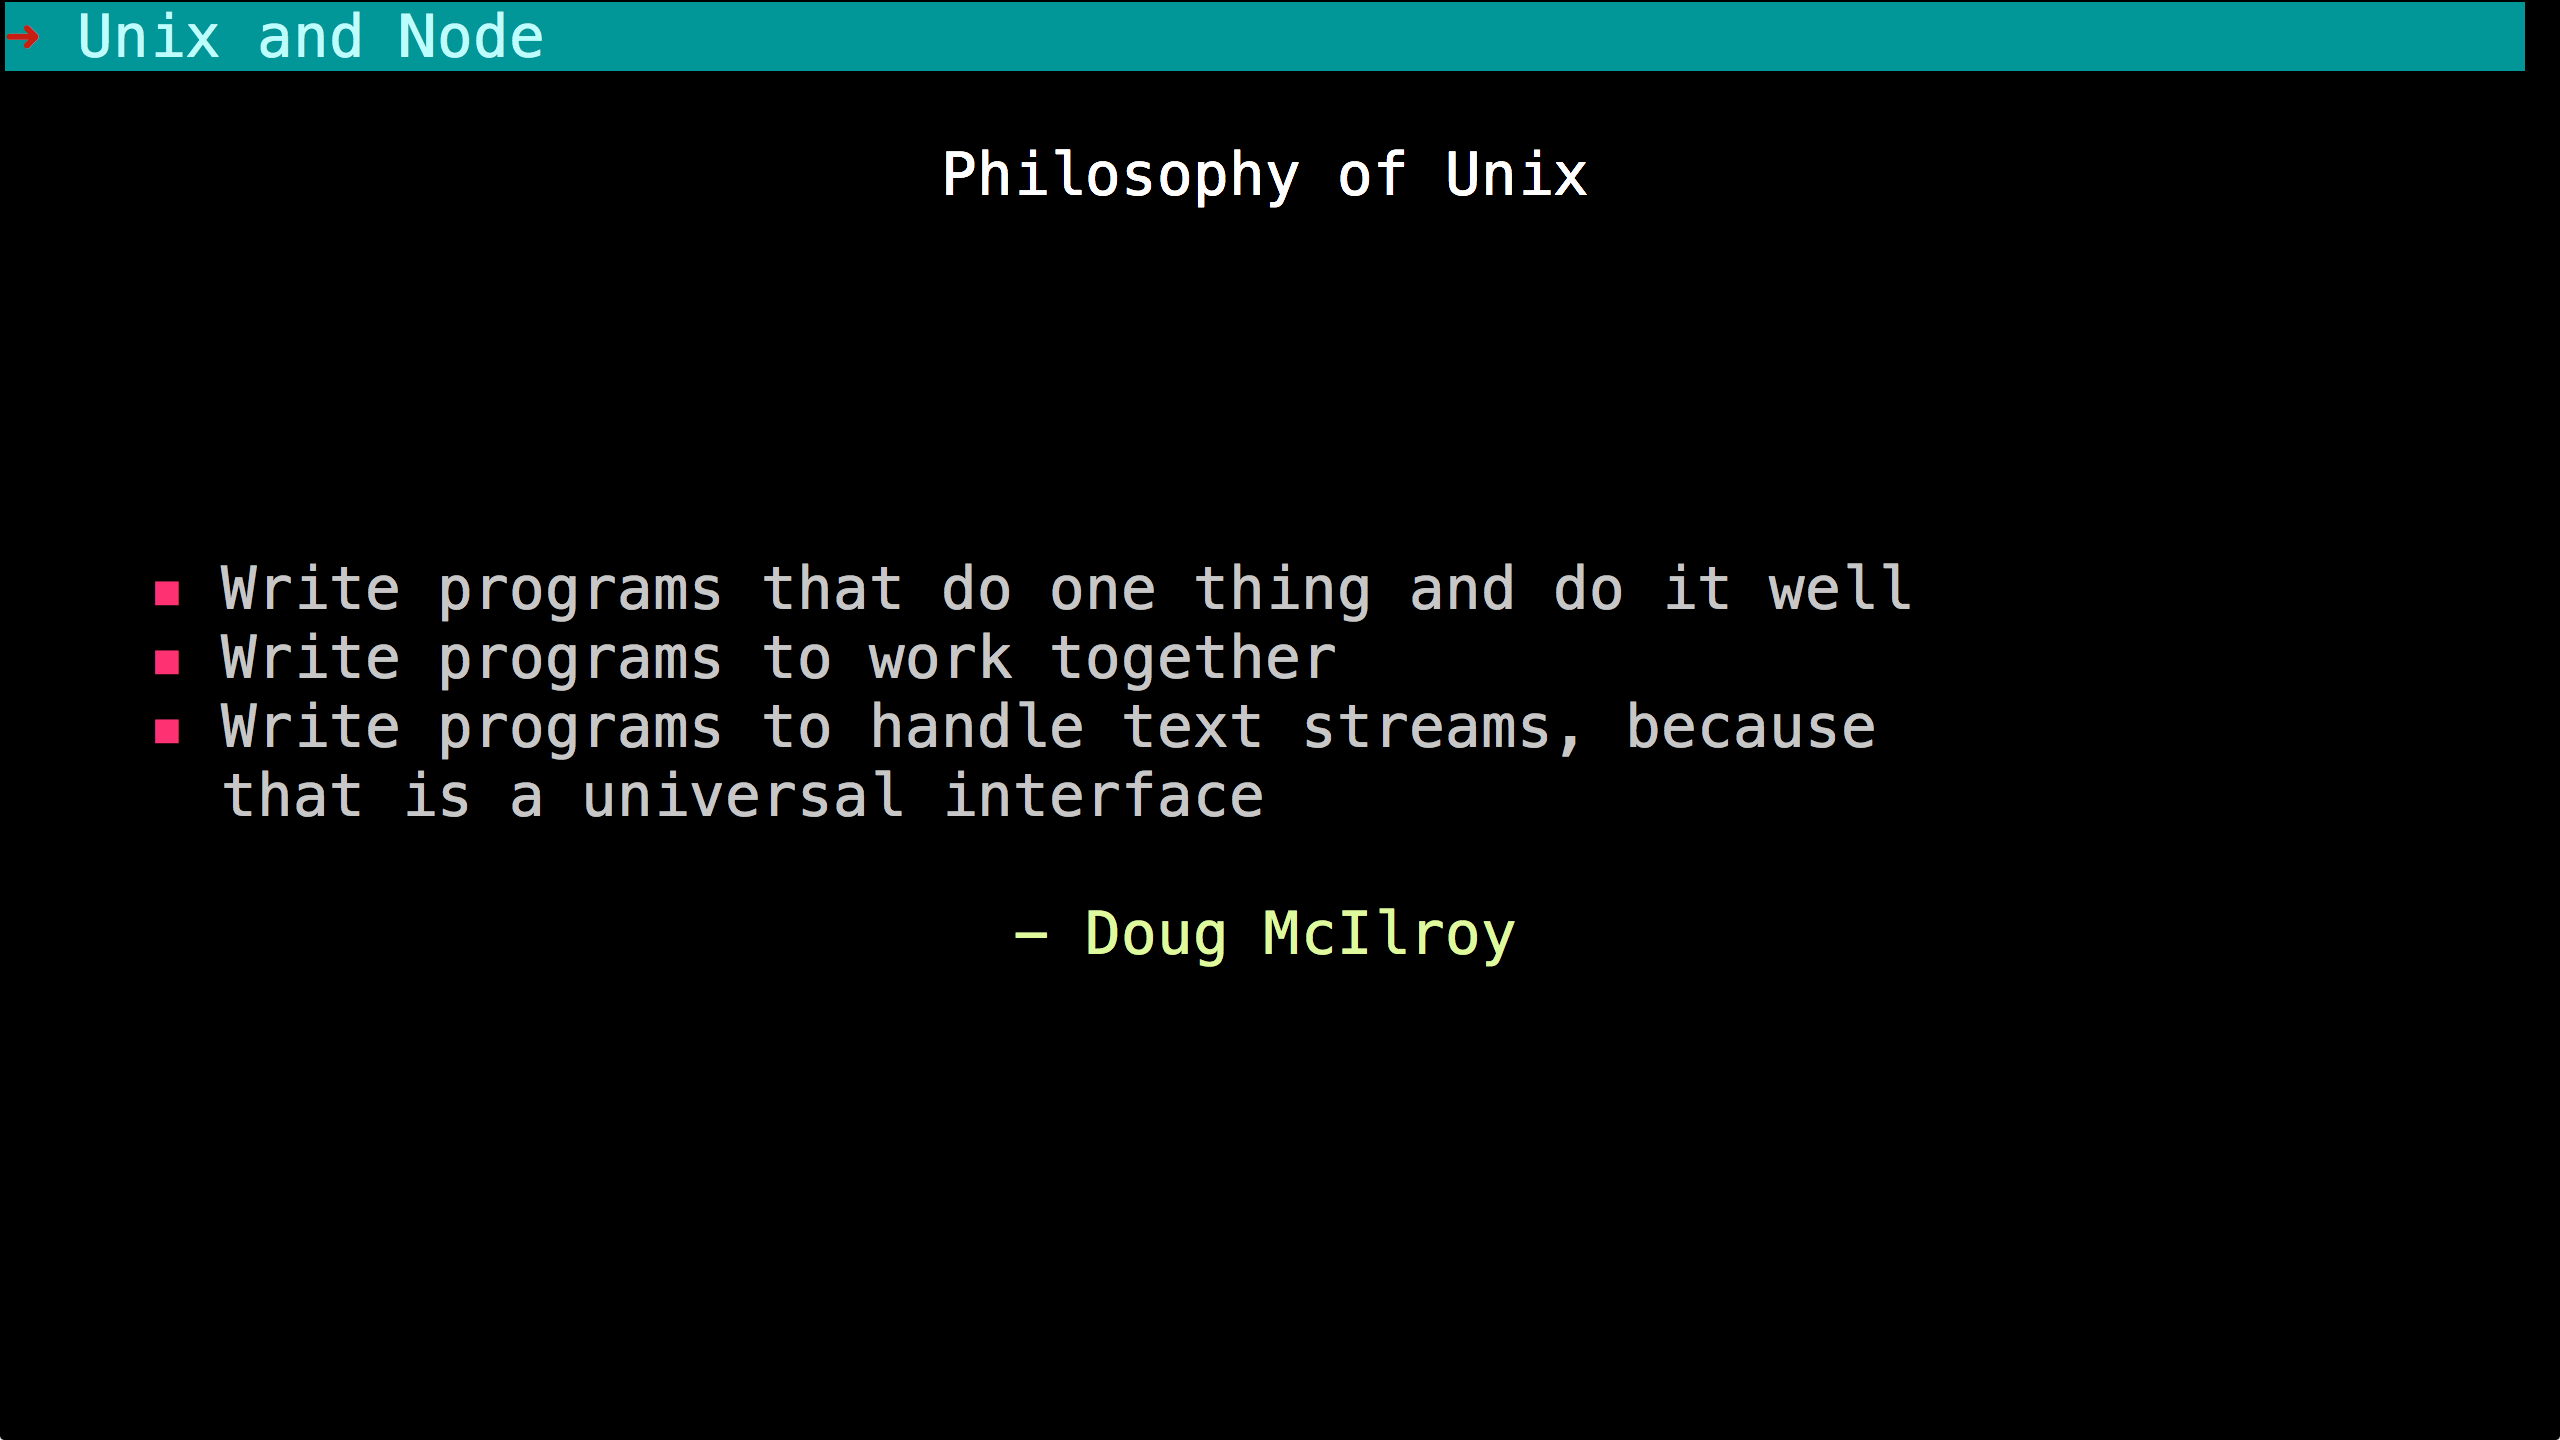 ➜ Unix and Node
Philosophy of Unix
▪ Write programs that do one thing and do it well
▪ Write programs to work together
▪ Write programs to handle text streams, because
that is a universal interface
– Doug McIlroy